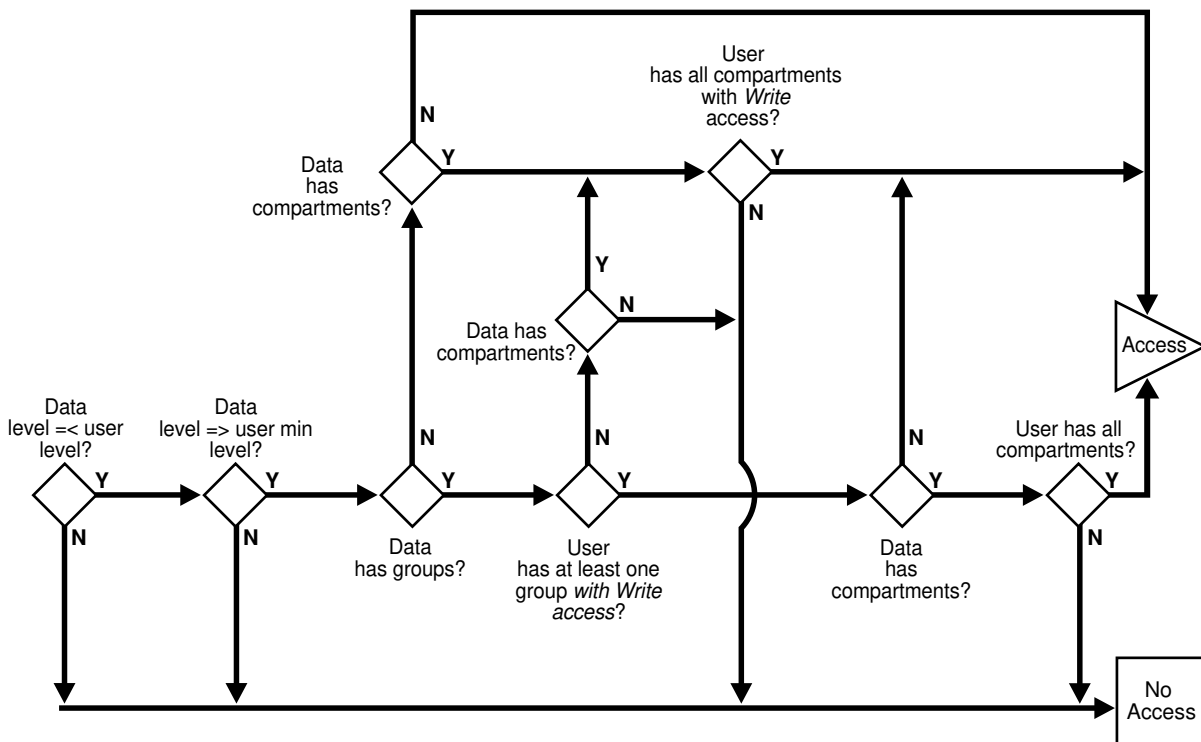 User
has all compartments
with Write
access?
N
Y
Y
Data
has
compartments?
N
Y
N
Data has
compartments?
Access
Data
level =< user
level?
Data
level => user min
level?
N
N
N
User has all
compartments?
Y
Y
Y
Y
Y
Y
N
N
N
Data
has groups?
User
has at least one
group with Write
access?
Data
has
compartments?
No
Access